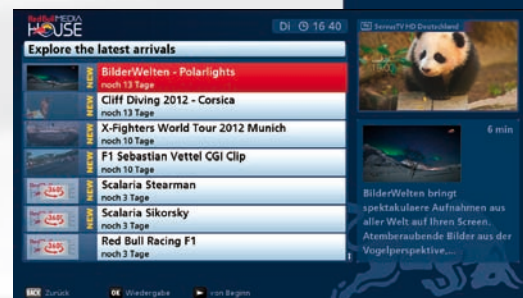 Red Bull MEDIA
HOUSE
Di 16 40
Explore the latest arrivals
NEW
BilderWelten - Polarlights
noch 13 Tage
NEW
Cliff Diving 2012 - Corsica
noch 13 Tage
NEW
X-Fighters World Tour 2012 Munich
noch 10 Tage
NEW
F1 Sebastian Vettel CGI Clip
noch 10 Tage
NEW
Scalaria Stearman
noch 3 Tage
NEW
Scalaria Sikorsky
noch 3 Tage
Red Bull Racing F1
noch 3 Tage
BACK Zurück
OK Wiedergabe
von Beginn
ServusTV HD Deutschland
6 min
BilderWelten bringt
spektakulaere Aufnahmen aus
aller Welt auf Ihren Screen.
Atemberaubende Bilder aus der
Vogelperspektive,...